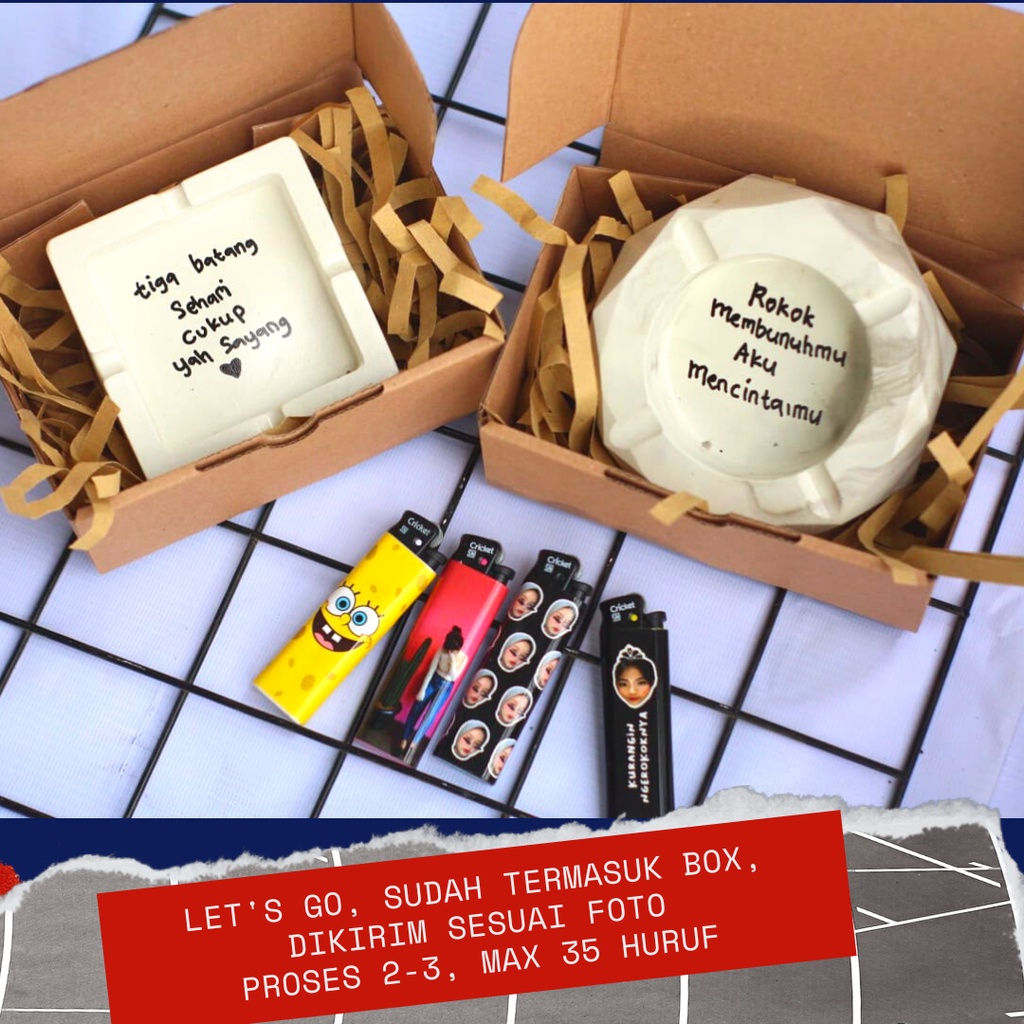 tiga batang
Sehari
cukup
yah Sayang
Rokok
membunuhmu
Aku
mencintaimu
Cricket
Cricket
Cricket
Cricket
KURANGIN
NGEROKOKNYA
LET'S GO, SUDAH TERMASUK BOX,
DIKIRIM SESUAI FOTO
PROSES 2-3, MAX 35 HURUF